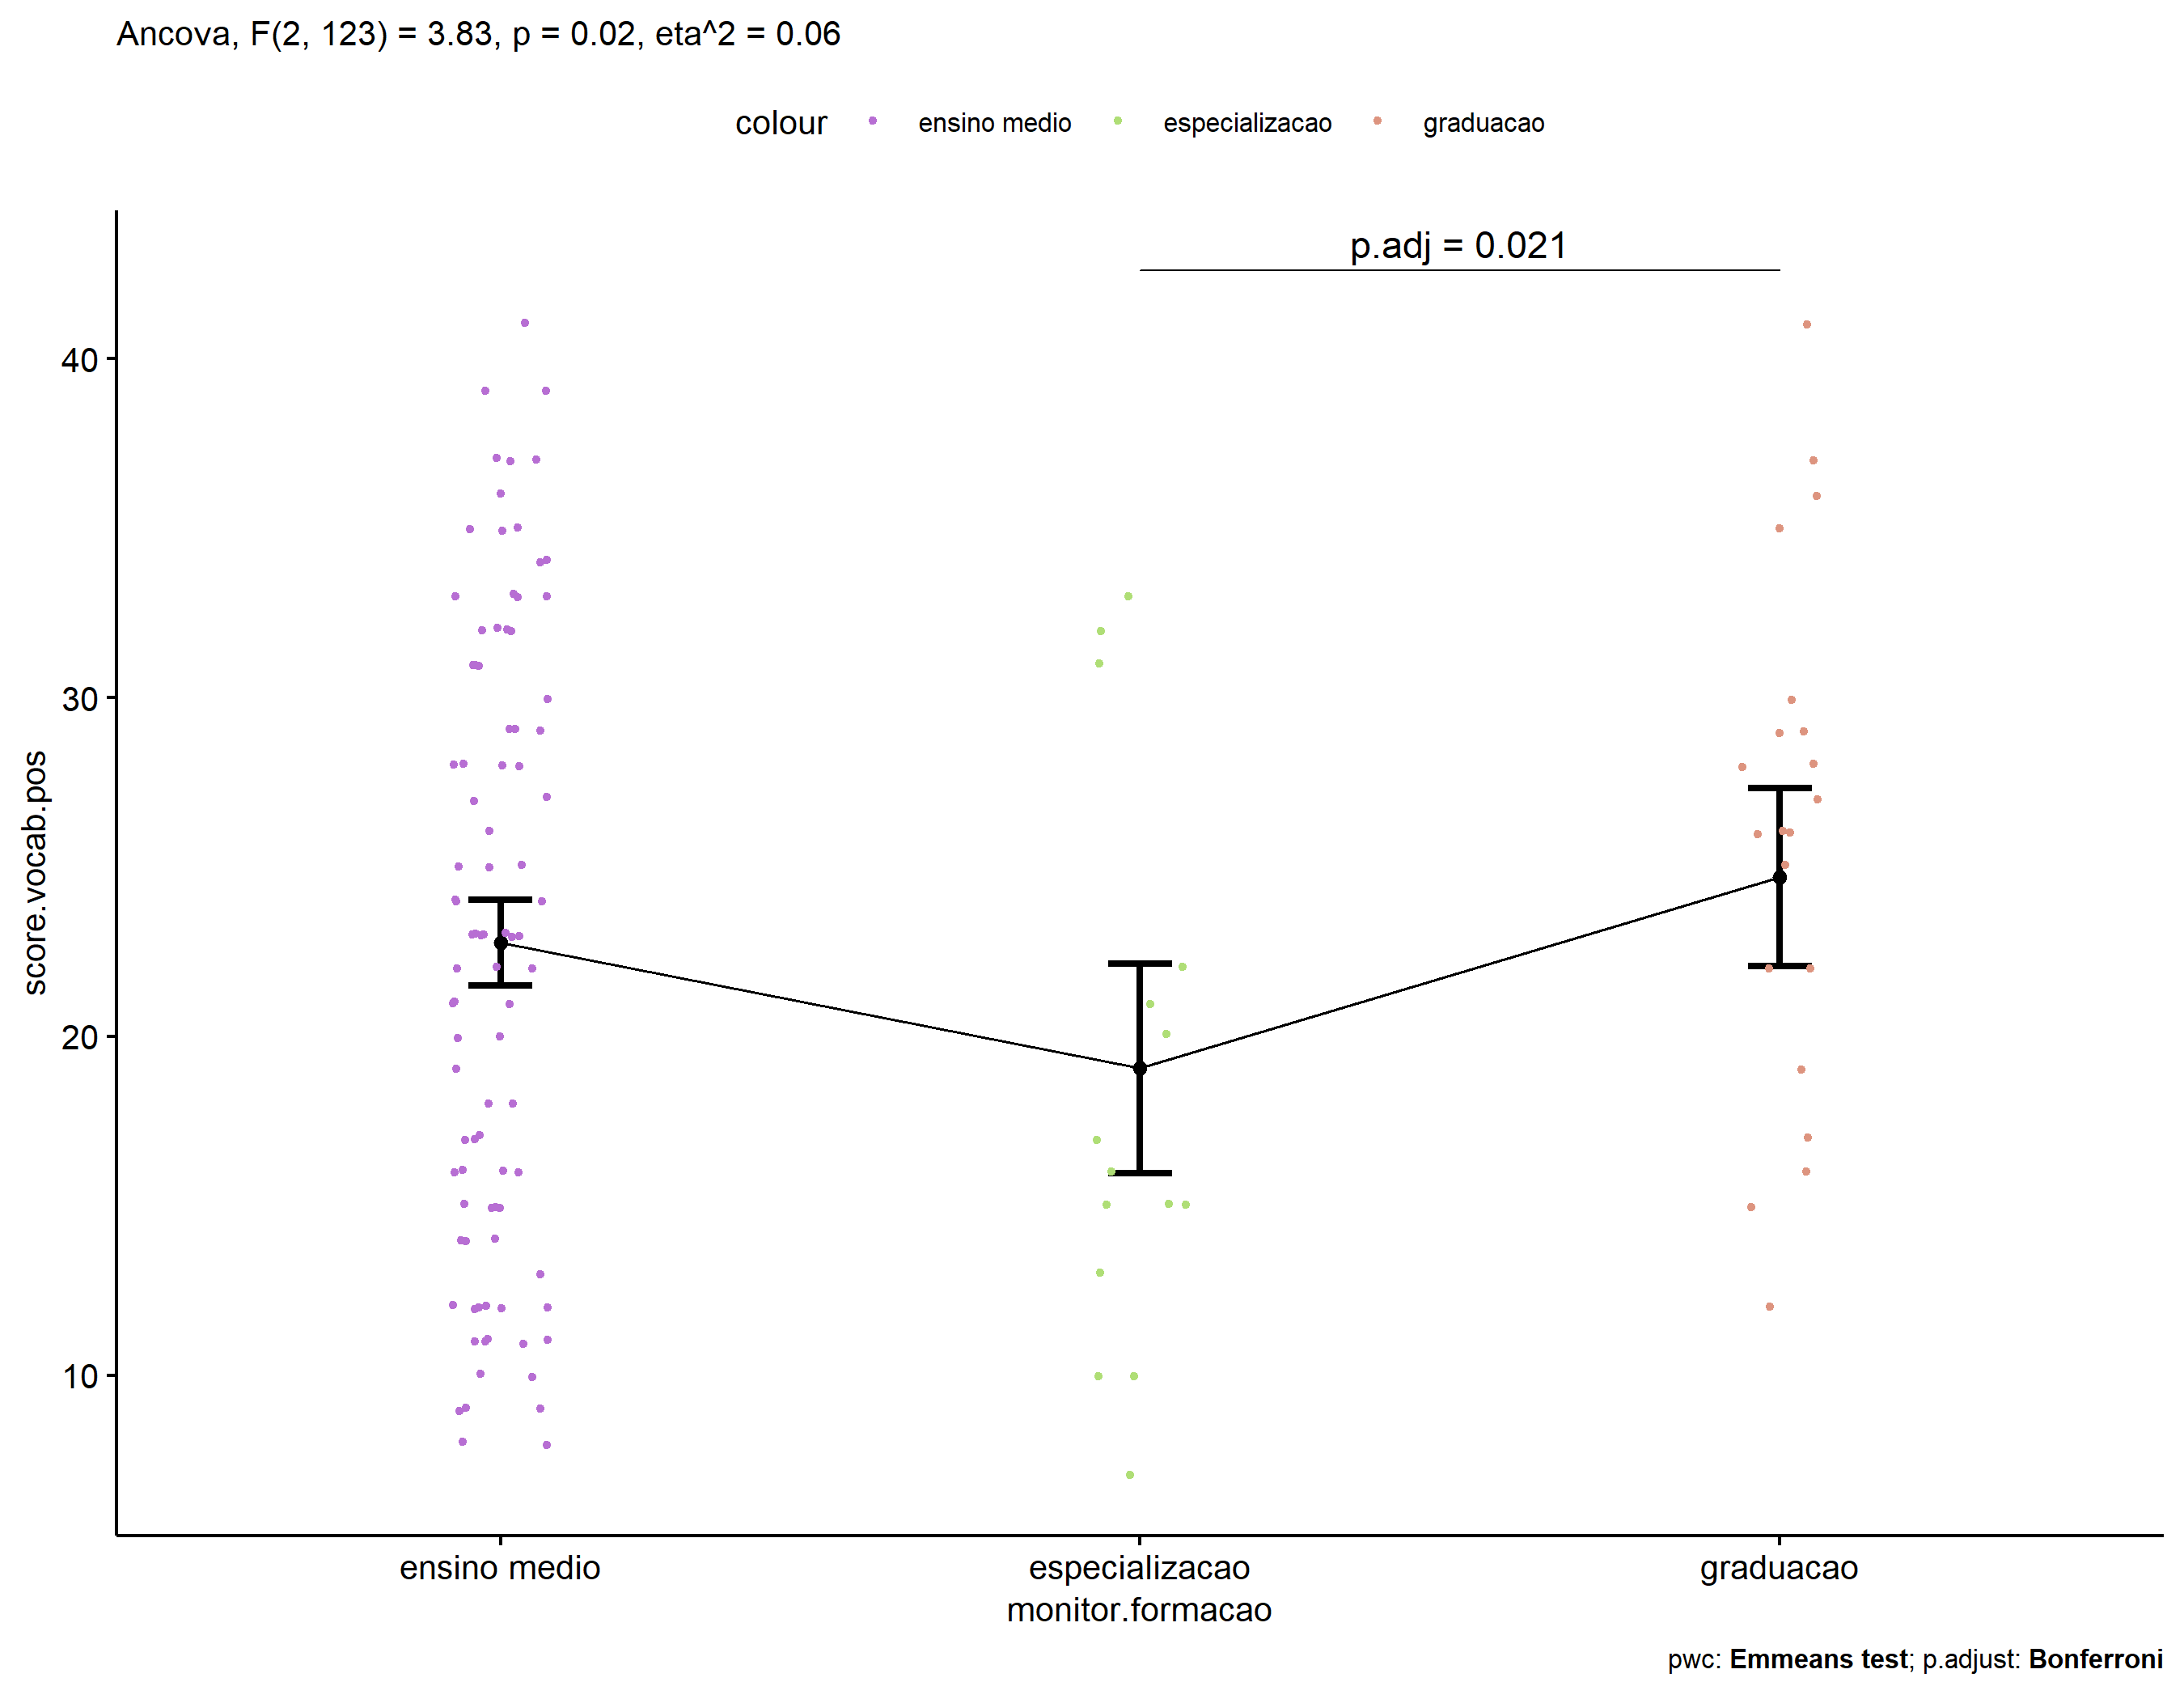 Ancova, F(2, 123) = 3.83, p = 0.02, eta^2 = 0.06
colour ensino medio especializacao graduacao
p.adj = 0.021
40
30
20
10
score.vocab.pos
ensino medio especializacao graduacao
monitor.formacao
pwc: Emmeans test; p.adjust: Bonferroni